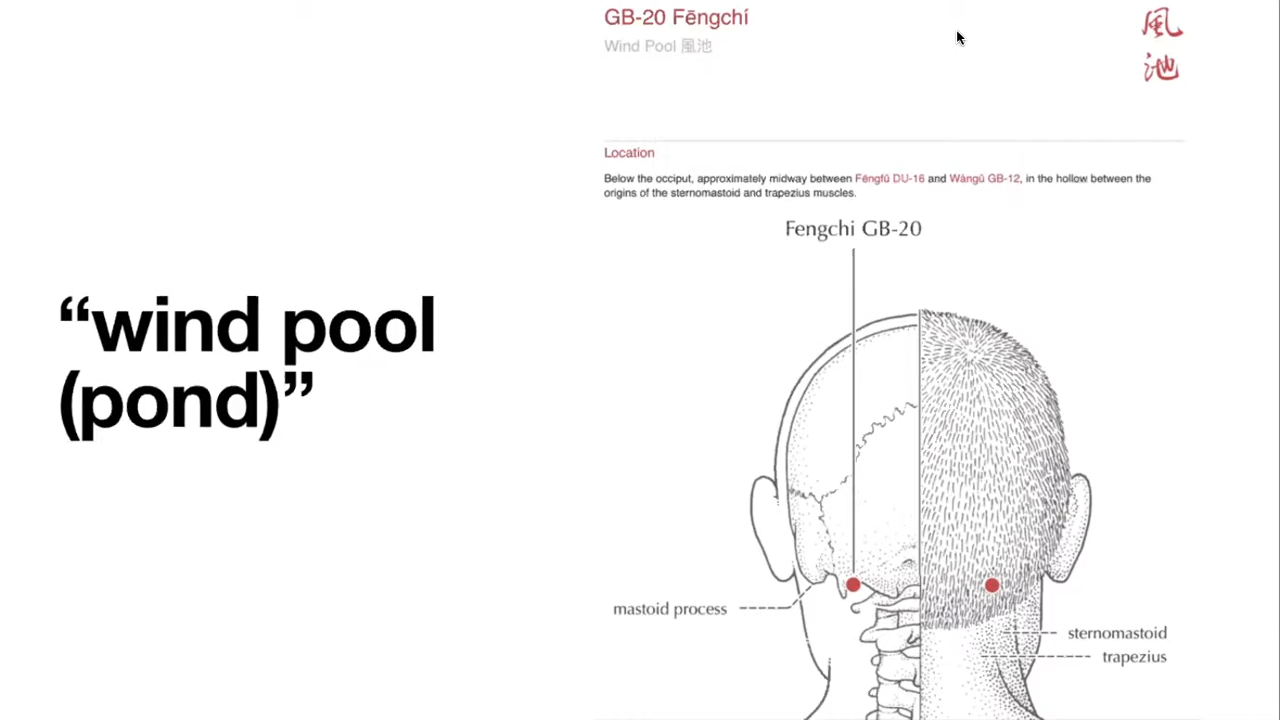 “wind pool
(pond)”
GB-20 Fēngchí
Wind Pool 風池
風
池
Location
Below the occiput, approximately midway between Fēngfǔ DU-16 and Wángǔ GB-12, in the hollow between the
origins of the sternomastoid and trapezius muscles.
Fengchi GB-20
mastoid process
sternomastoid
trapezius